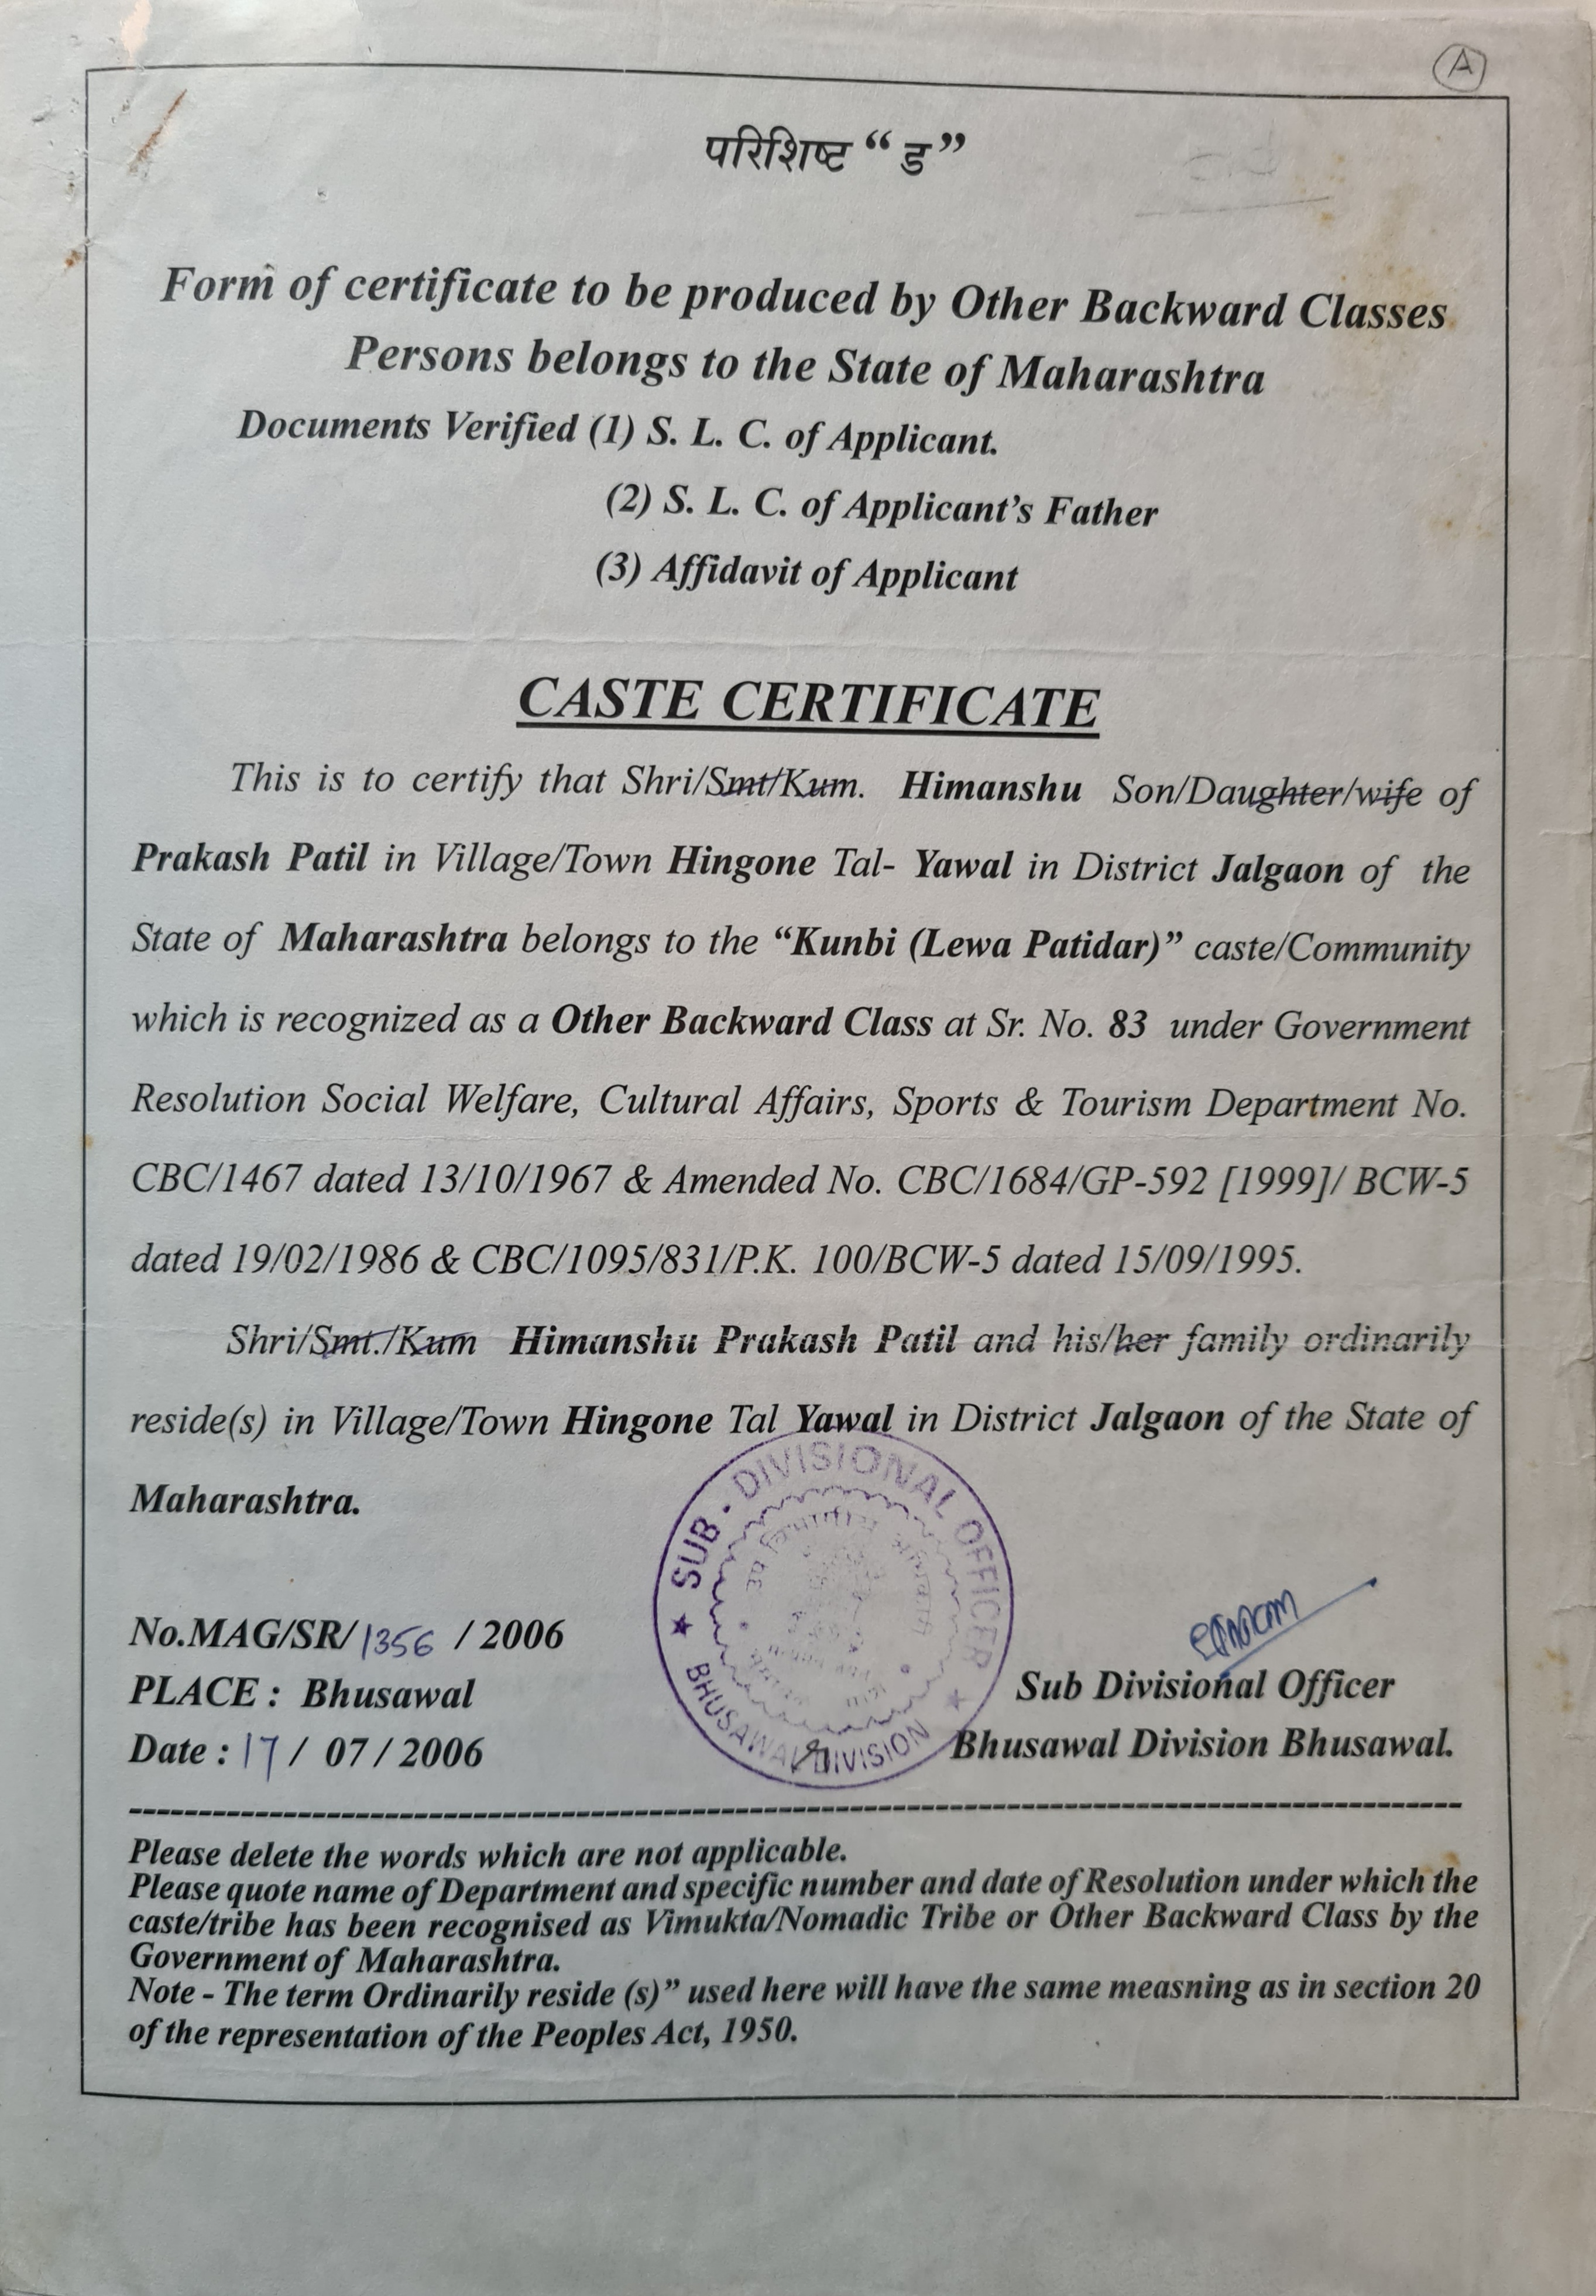 A
परिशिष्ट “ ड ”
Form of certificate to be produced by Other Backward Classes
Persons belongs to the State of Maharashtra
Documents Verified (1) S. L. C. of Applicant.
(2) S. L. C. of Applicant’s Father
(3) Affidavit of Applicant
CASTE CERTIFICATE
This is to certify that Shri/Smt/Kum. Himanshu Son/Daughter/wife of
Prakash Patil in Village/Town Hingone Tal- Yawal in District Jalgaon of the
State of Maharashtra belongs to the “Kunbi (Lewa Patidar)” caste/Community
which is recognized as a Other Backward Class at Sr. No. 83 under Government
Resolution Social Welfare, Cultural Affairs, Sports & Tourism Department No.
CBC/1467 dated 13/10/1967 & Amended No. CBC/1684/GP-592 [1999]/ BCW-5
dated 19/02/1986 & CBC/1095/831/P.K. 100/BCW-5 dated 15/09/1995.
Shri/Smt./Kum Himanshu Prakash Patil and his/her family ordinarily
reside(s) in Village/Town Hingone Tal Yawal in District Jalgaon of the State of
Maharashtra.
SUB - DIVISIONAL OFFICER
BHUSAWAL DIVISION
No.MAG/SR/ 1356 / 2006
PLACE : Bhusawal
Date : 17 / 07 / 2006
Sub Divisional Officer
Bhusawal Division Bhusawal.
Please delete the words which are not applicable.
Please quote name of Department and specific number and date of Resolution under which the
caste/tribe has been recognised as Vimukta/Nomadic Tribe or Other Backward Class by the
Government of Maharashtra.
Note - The term Ordinarily reside (s)” used here will have the same measning as in section 20
of the representation of the Peoples Act, 1950.